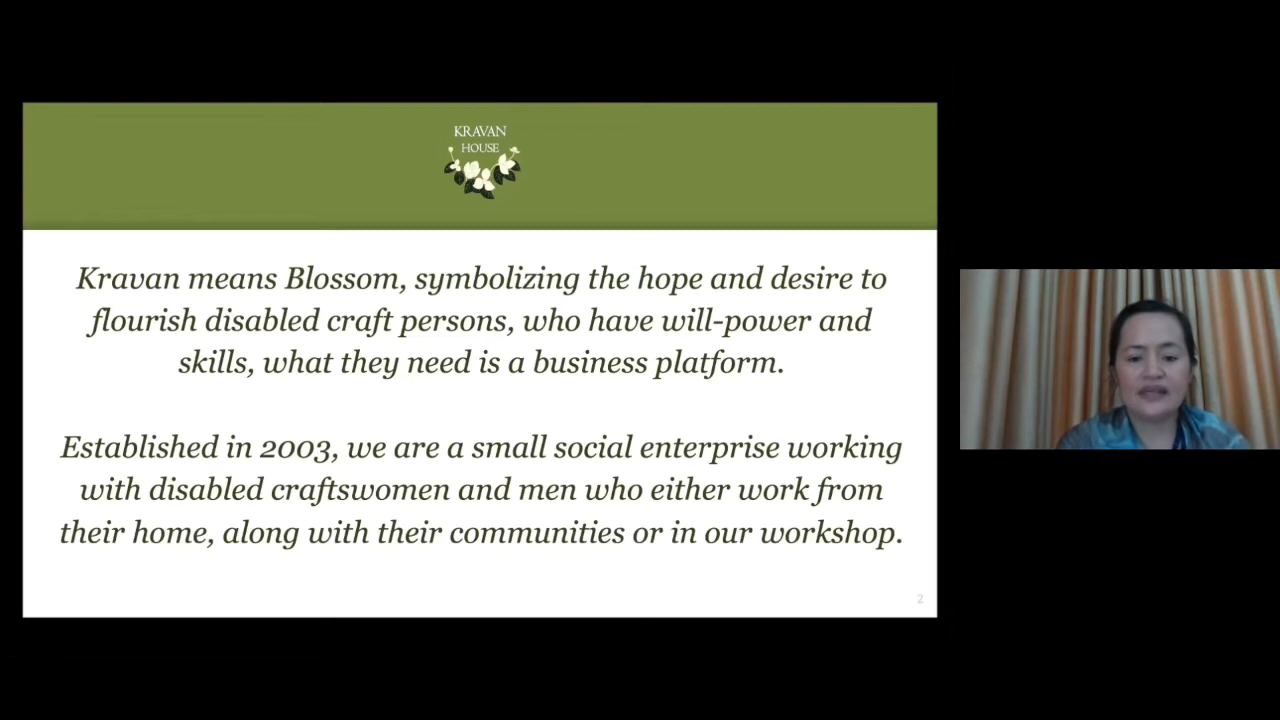 KRAVAN
HOUSE
Kravan means Blossom, symbolizing the hope and desire to
flourish disabled craft persons, who have will-power and
skills, what they need is a business platform.
Established in 2003, we are a small social enterprise working
with disabled craftswomen and men who either work from
their home, along with their communities or in our workshop.
2